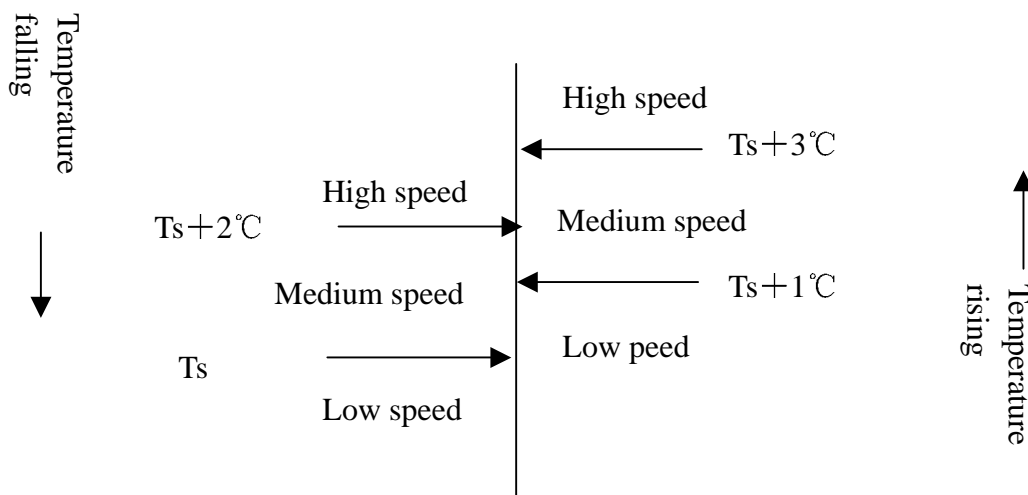 Temperature
falling
High speed
Ts+3℃
High speed
Ts+2℃
Medium speed
Medium speed
Ts+1℃
Low peed
Ts
Low speed
Temperature
rising